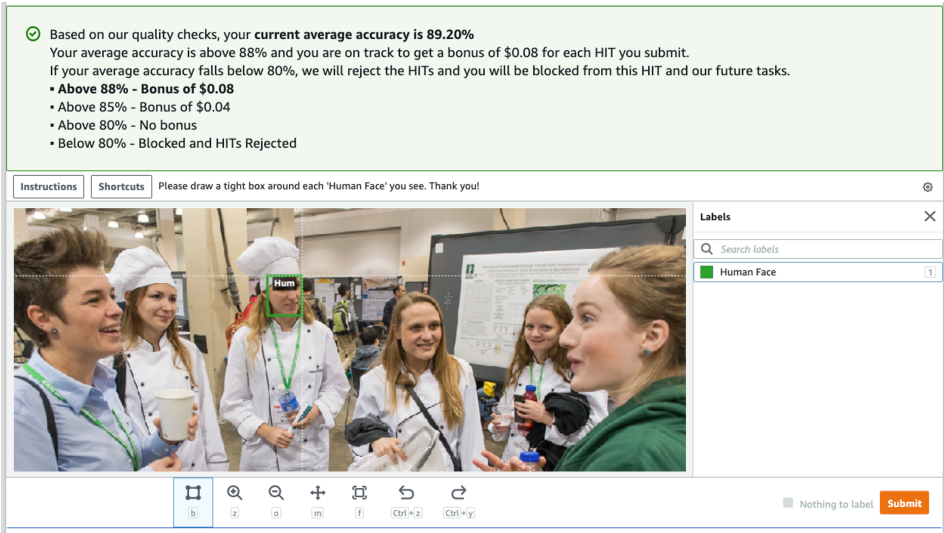 Based on our quality checks, your current average accuracy is 89.20%
Your average accuracy is above 88% and you are on track to get a bonus of $0.08 for each HIT you submit.
If your average accuracy falls below 80%, we will reject the HITs and you will be blocked from this HIT and our future tasks.
▪ Above 88% - Bonus of $0.08
▪ Above 85% - Bonus of $0.04
▪ Above 80% - No bonus
▪ Below 80% - Blocked and HITs Rejected
Instructions Shortcuts Please draw a tight box around each 'Human Face' you see. Thank you!
Labels
Search labels
Human Face 1
Hum
b z o m f Ctrl+z Ctrl+y
Nothing to label Submit